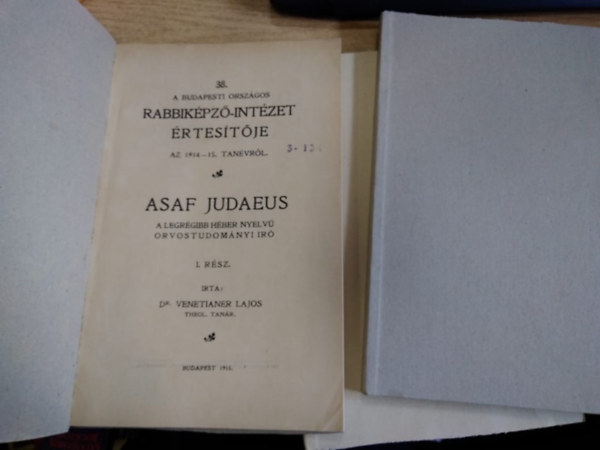 38.
A BUDAPESTI ORSZÁGOS
RABBIKÉPZŐ-INTÉZET
ÉRTESÍTŐJE
AZ 1914—15. TANÉVRŐL.
ASAF JUDAEUS
A LEGRÉGIBB HÉBER NYELVŰ
ORVOSTUDOMÁNYI IRÓ
I. RÉSZ.
IRTA:
DR. VENETIANER LAJOS
THEOL. TANÁR.
BUDAPEST